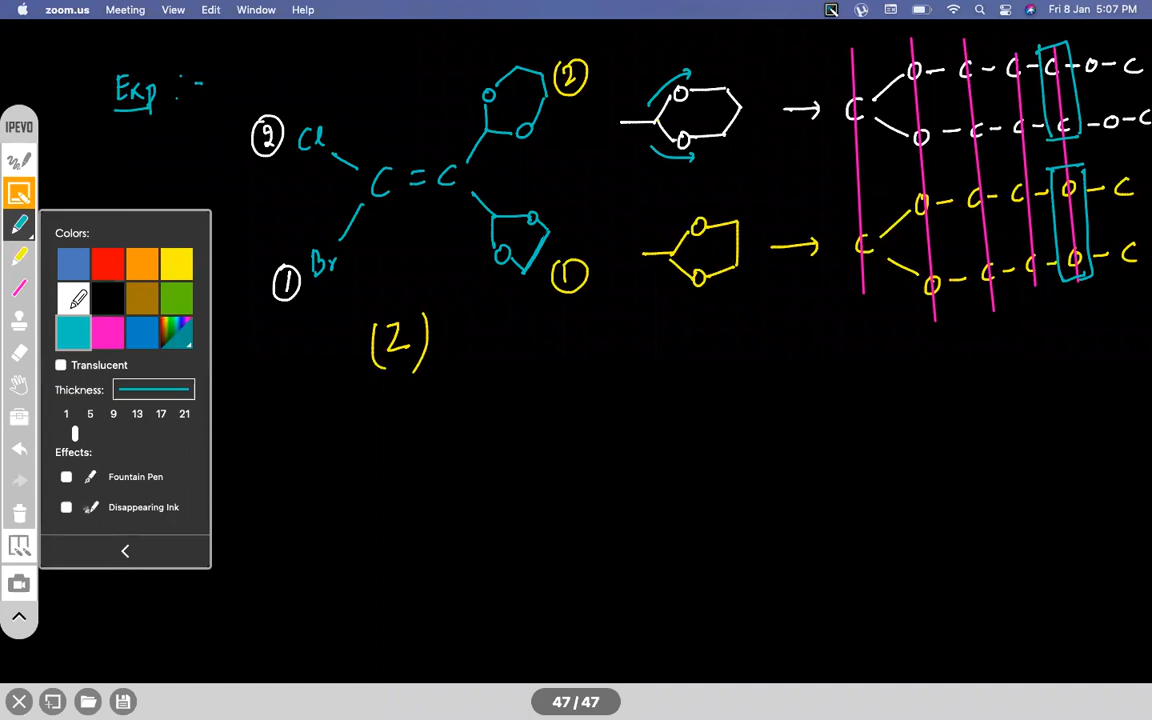 zoom.us Meeting View Edit Window Help Fri 8 Jan 5:07 PM
Exp :-
② Cl
C = C
Br
①
O
O
②
O
O
①
(Z)
O
O
→
C
O - C - C - C - O - C
O - C - C - C - O - C
O
O
→
C
O - C - C - O - C
O - C - C - O - C
IPEVO
Colors:
Translucent
Thickness:
1 5 9 13 17 21
Effects:
Fountain Pen
Disappearing Ink
47 / 47